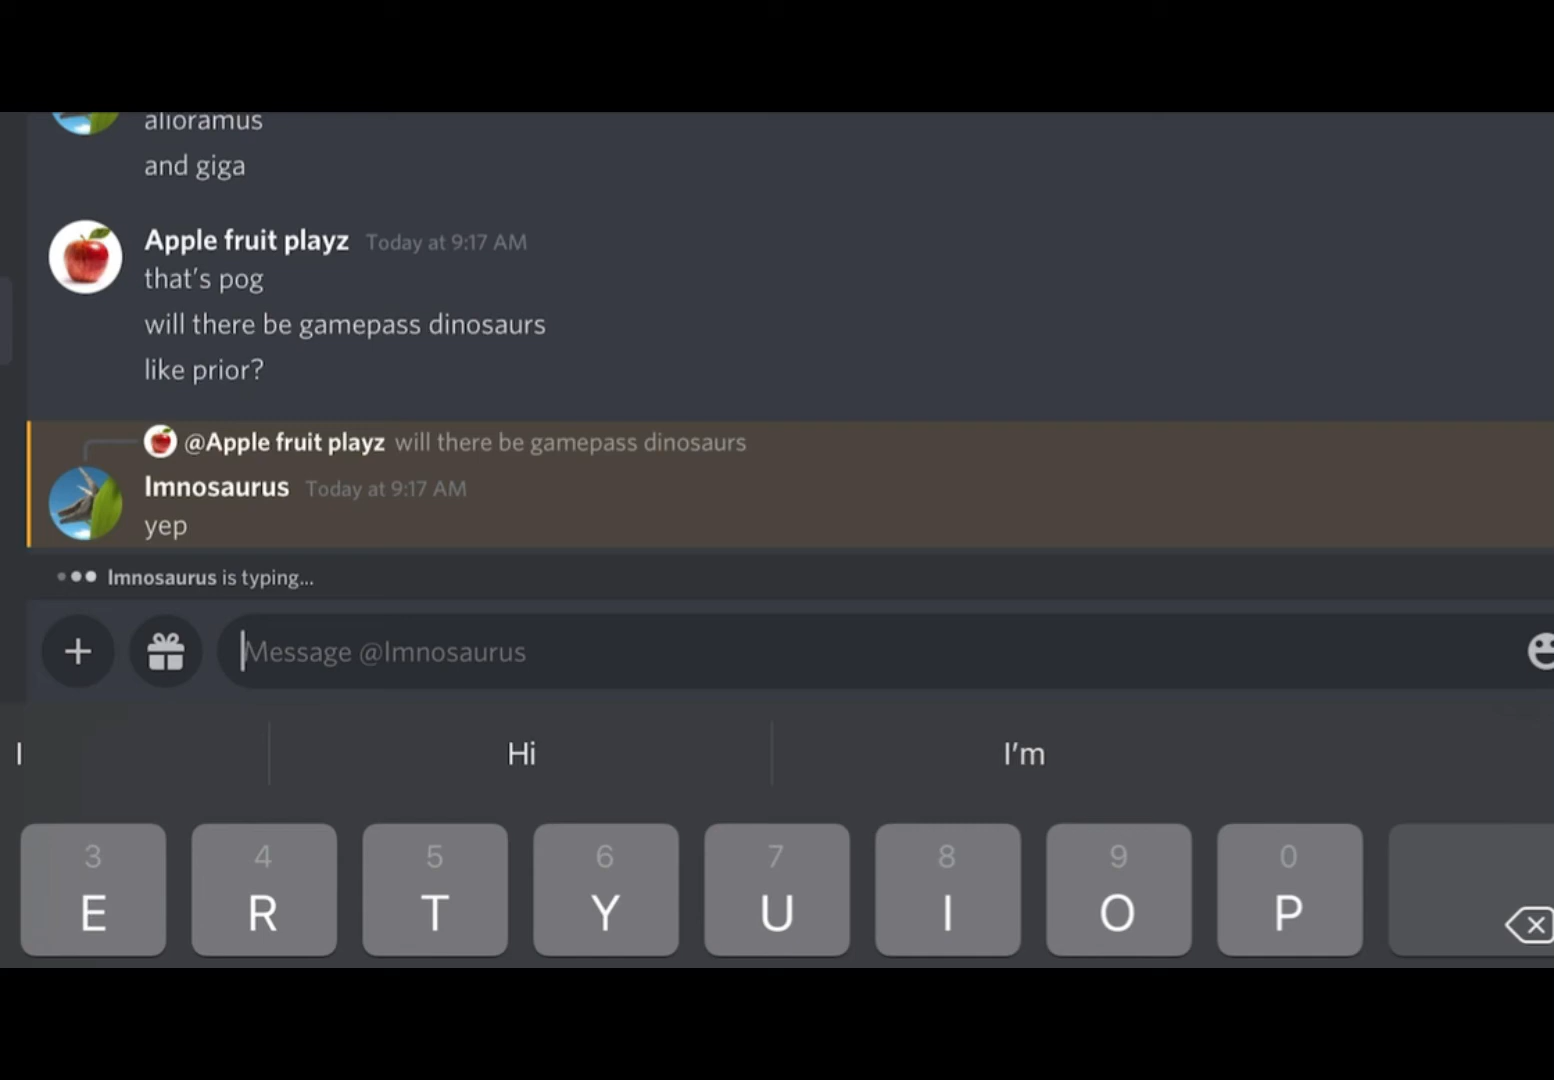 alioramus
and giga
Apple fruit playz Today at 9:17 AM
that's pog
will there be gamepass dinosaurs
like prior?
@Apple fruit playz will there be gamepass dinosaurs
Imnosaurus Today at 9:17 AM
yep
Imnosaurus is typing...
Message @Imnosaurus
I Hi I'm
3 4 5 6 7 8 9 0
E R T Y U I O P